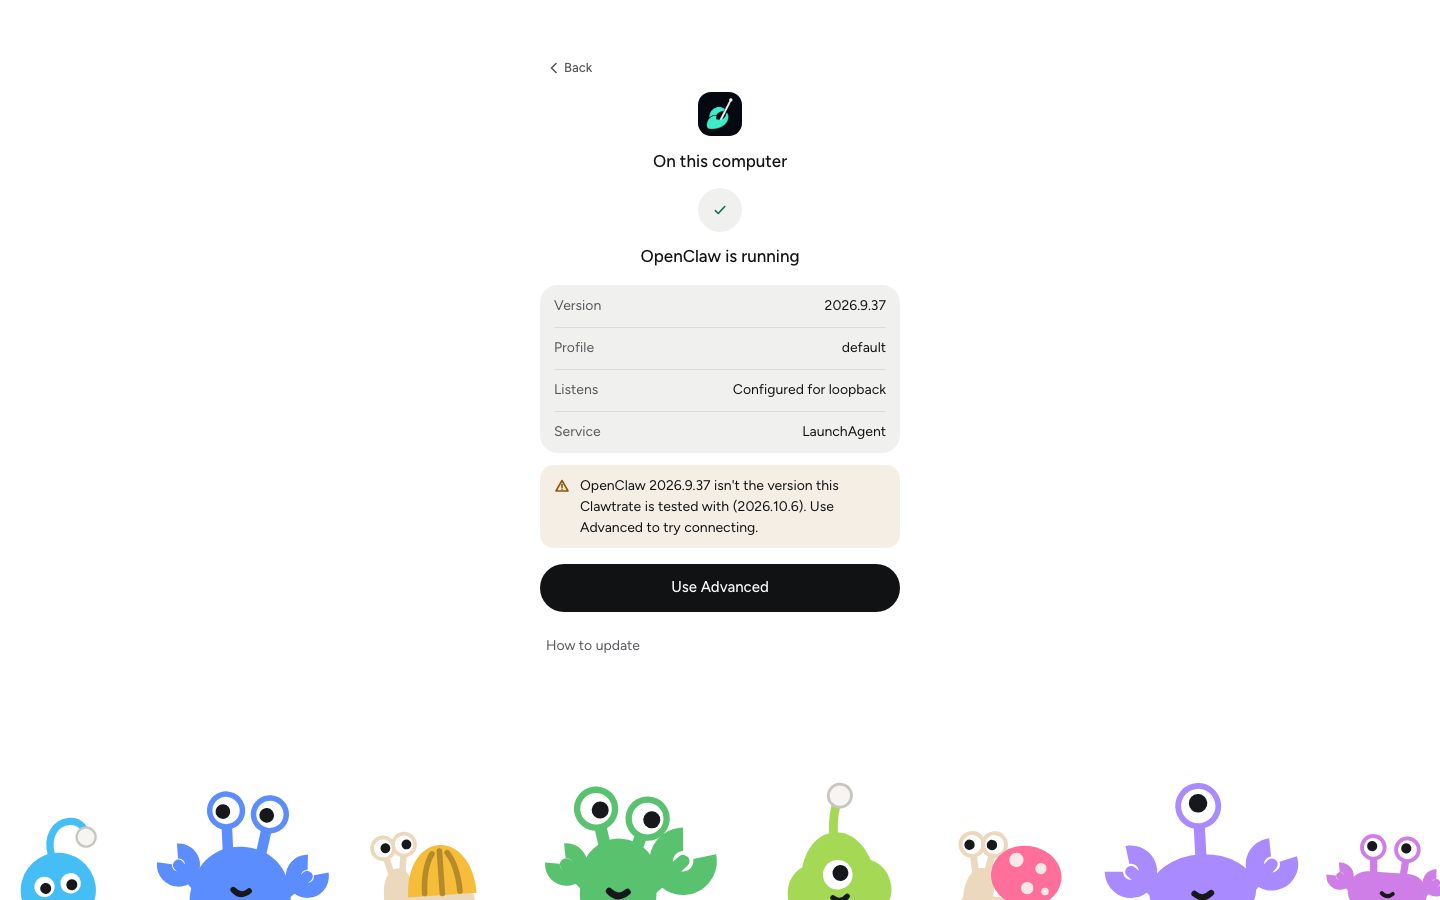 Back
On this computer
OpenClaw is running
Version 2026.9.37
Profile default
Listens Configured for loopback
Service LaunchAgent
OpenClaw 2026.9.37 isn't the version this
Clawtrate is tested with (2026.10.6). Use
Advanced to try connecting.
Use Advanced
How to update